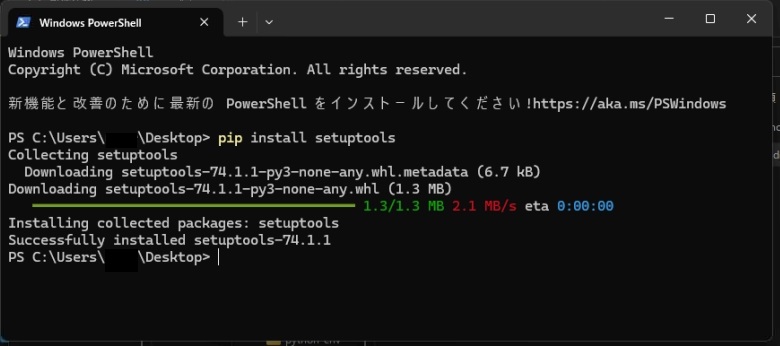 Windows PowerShell
Windows PowerShell
Copyright (C) Microsoft Corporation. All rights reserved.
新機能と改善のために最新の PowerShell をインストールしてください!https://aka.ms/PSWindows
PS C:\Users\ \Desktop> pip install setuptools
Collecting setuptools
  Downloading setuptools-74.1.1-py3-none-any.whl.metadata (6.7 kB)
Downloading setuptools-74.1.1-py3-none-any.whl (1.3 MB)
1.3/1.3 MB 2.1 MB/s eta 0:00:00
Installing collected packages: setuptools
Successfully installed setuptools-74.1.1
PS C:\Users\ \Desktop>